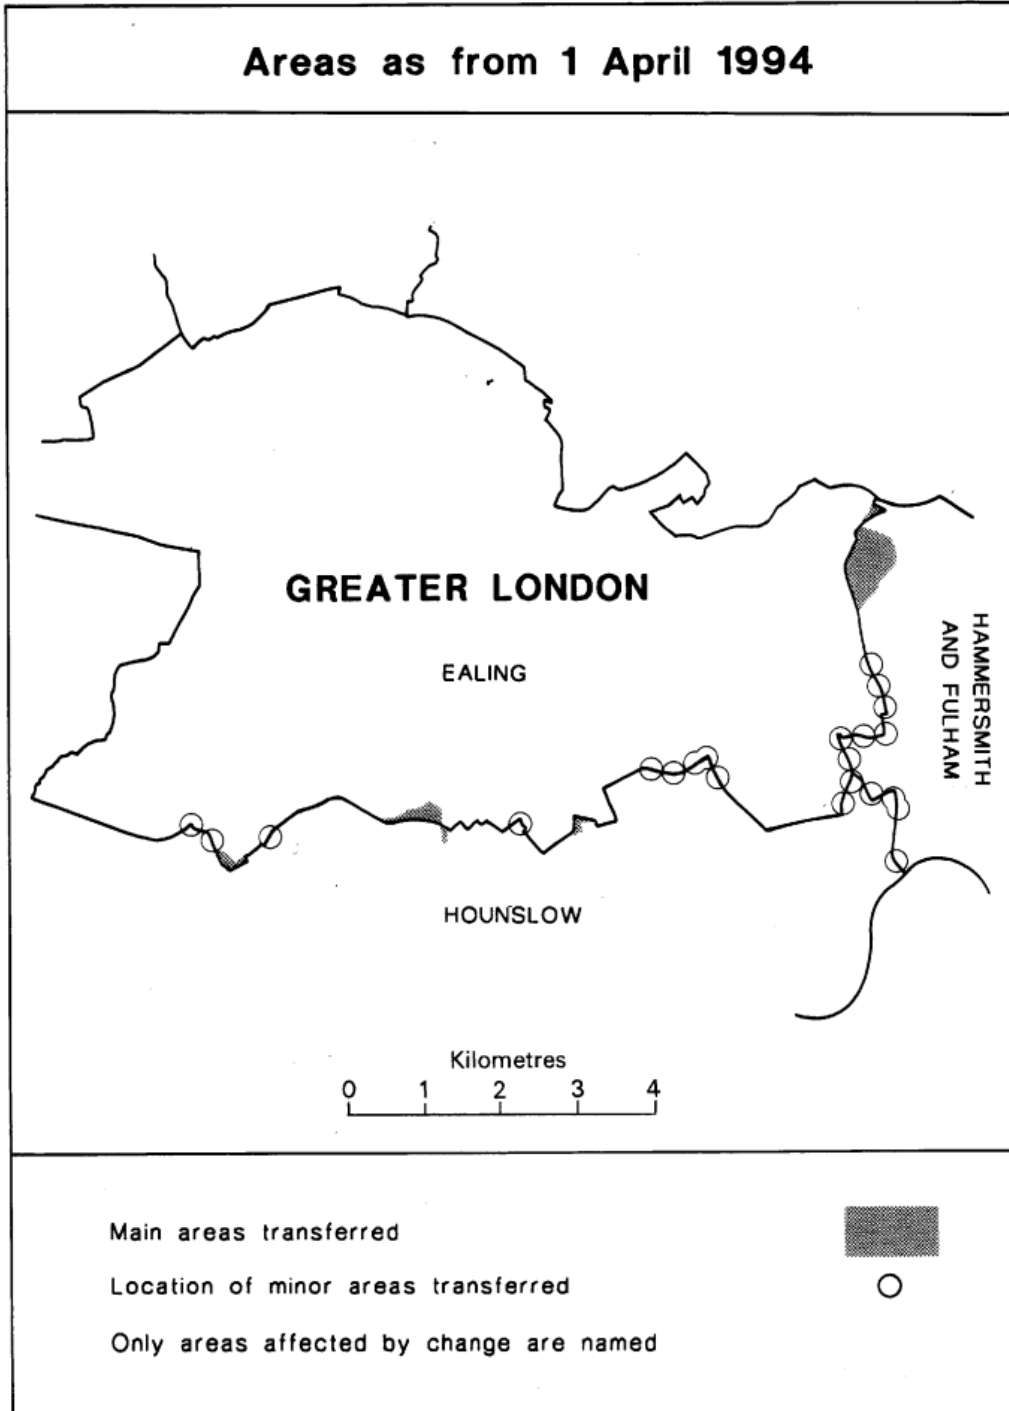 Areas as from 1 April 1994
GREATER LONDON
EALING
HAMMERSMITH
AND FULHAM
HOUNSLOW
Kilometres
0 1 2 3 4
Main areas transferred
Location of minor areas transferred
Only areas affected by change are named